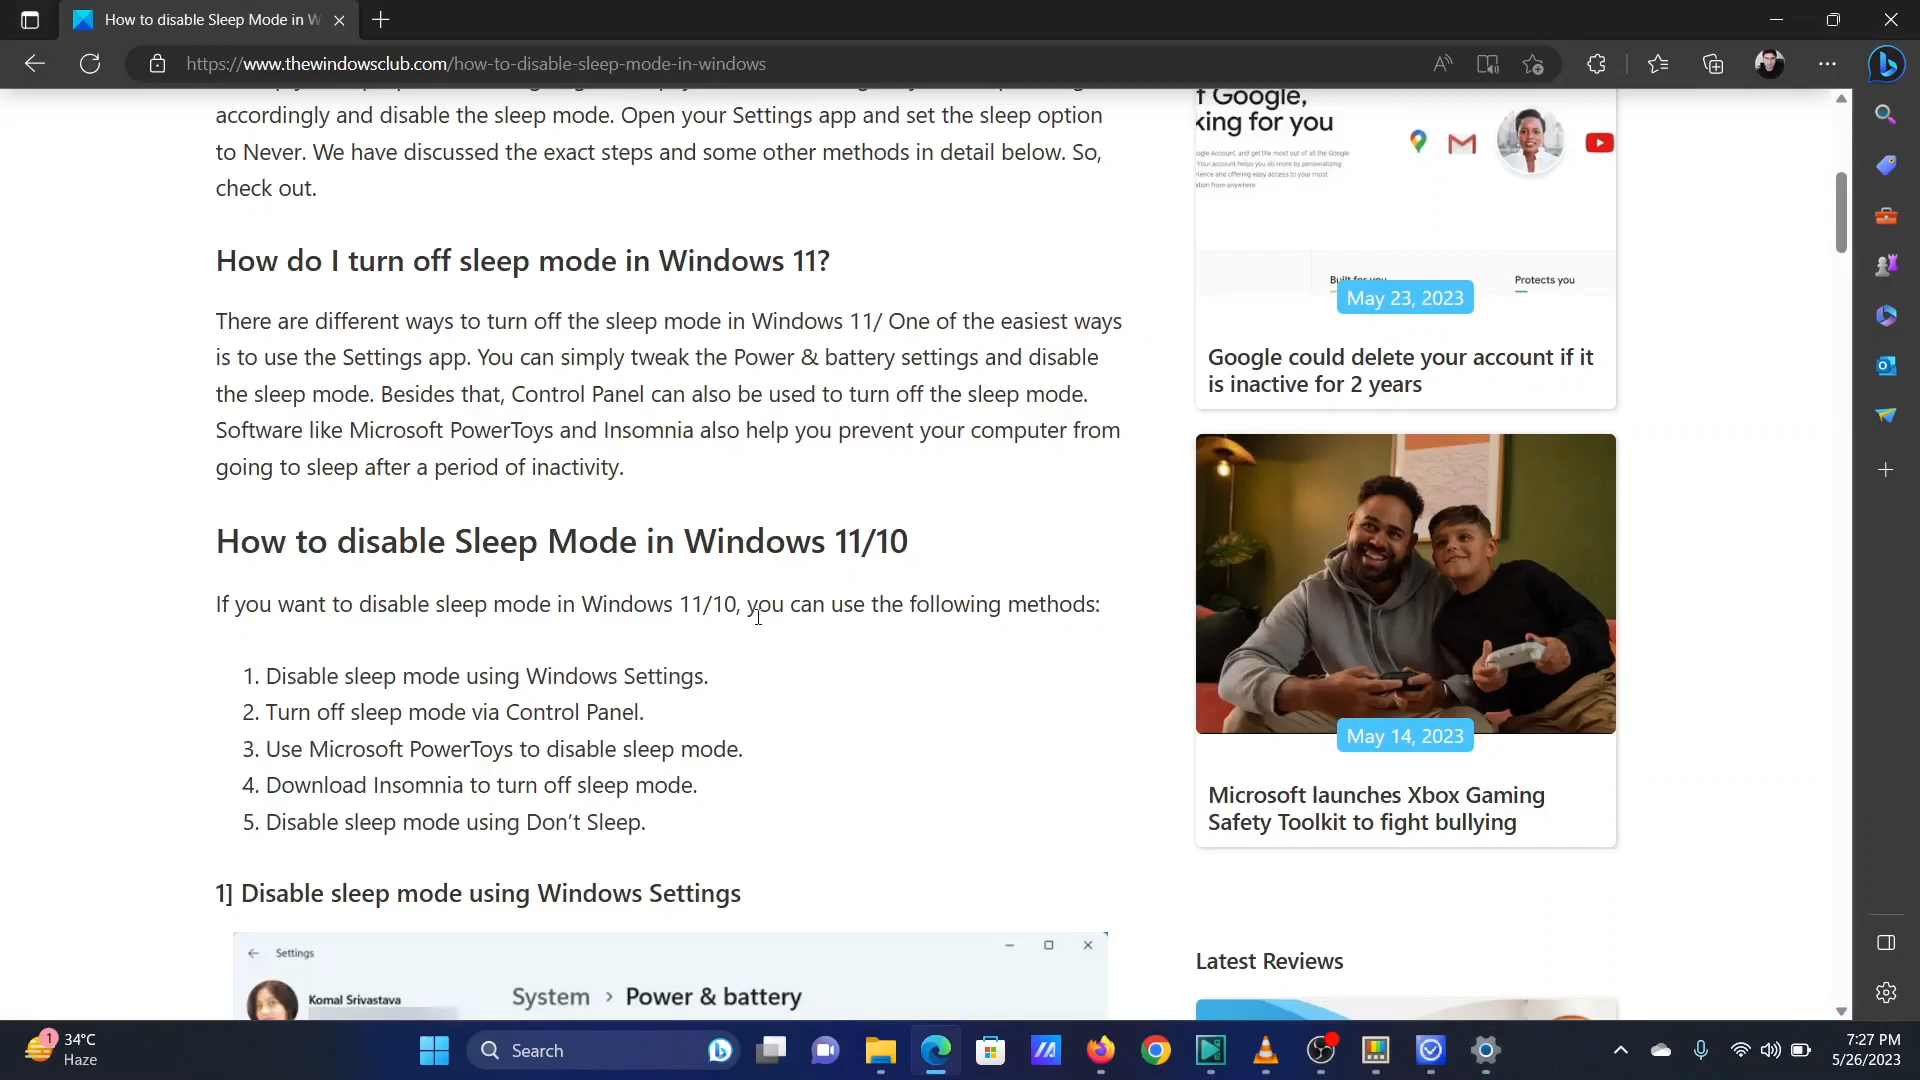 How to disable Sleep Mode in W
https://www.thewindowsclub.com/how-to-disable-sleep-mode-in-windows
accordingly and disable the sleep mode. Open your Settings app and set the sleep option
to Never. We have discussed the exact steps and some other methods in detail below. So,
check out.
How do I turn off sleep mode in Windows 11?
There are different ways to turn off the sleep mode in Windows 11/ One of the easiest ways
is to use the Settings app. You can simply tweak the Power & battery settings and disable
the sleep mode. Besides that, Control Panel can also be used to turn off the sleep mode.
Software like Microsoft PowerToys and Insomnia also help you prevent your computer from
going to sleep after a period of inactivity.
How to disable Sleep Mode in Windows 11/10
If you want to disable sleep mode in Windows 11/10, you can use the following methods:
1. Disable sleep mode using Windows Settings.
2. Turn off sleep mode via Control Panel.
3. Use Microsoft PowerToys to disable sleep mode.
4. Download Insomnia to turn off sleep mode.
5. Disable sleep mode using Don’t Sleep.
1] Disable sleep mode using Windows Settings
Settings
Komal Srivastava
System > Power & battery
f Google,
king for you
Protects you
May 23, 2023
Google could delete your account if it
is inactive for 2 years
May 14, 2023
Microsoft launches Xbox Gaming
Safety Toolkit to fight bullying
Latest Reviews
1
34°C
Haze
Search
7:27 PM
5/26/2023